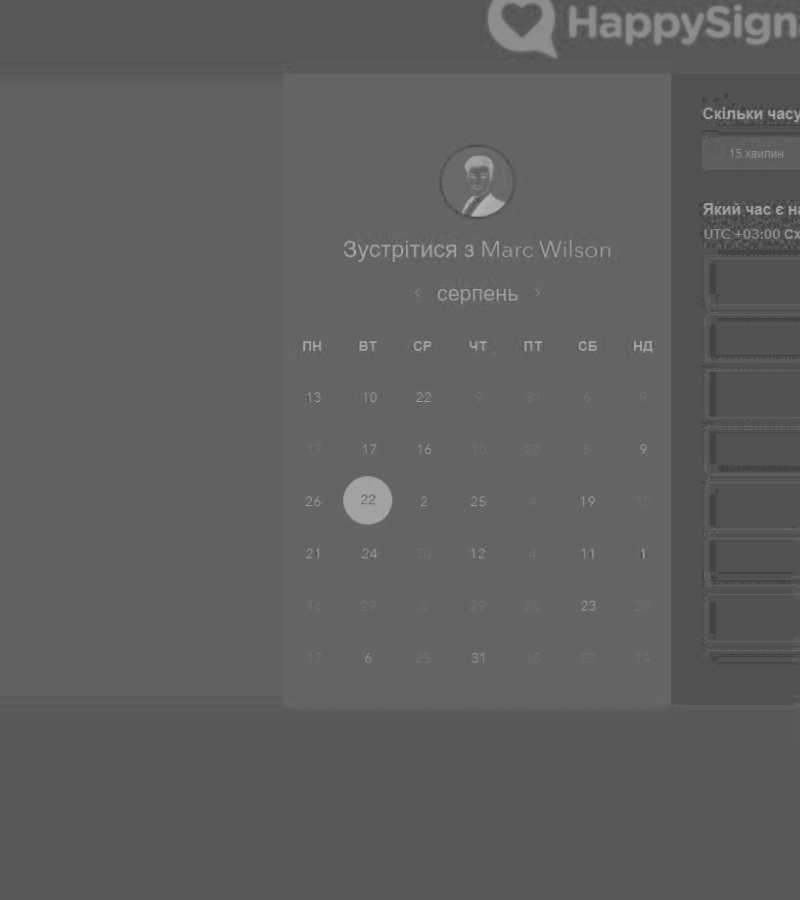 HappySigna
Зустрітися з Marc Wilson
серпень
ПН ВТ СР ЧТ ПТ СБ НД
13 10 22 9 31 6 9
17 17 16 10 20 5 9
26 22 2 25 4 19 10
21 24 30 12 4 11 1
16 29 8 29 28 23 28
17 6 25 31 15 23 14
Скільки часу
15 хвилин
Який час є на
UTC +03:00 Сх